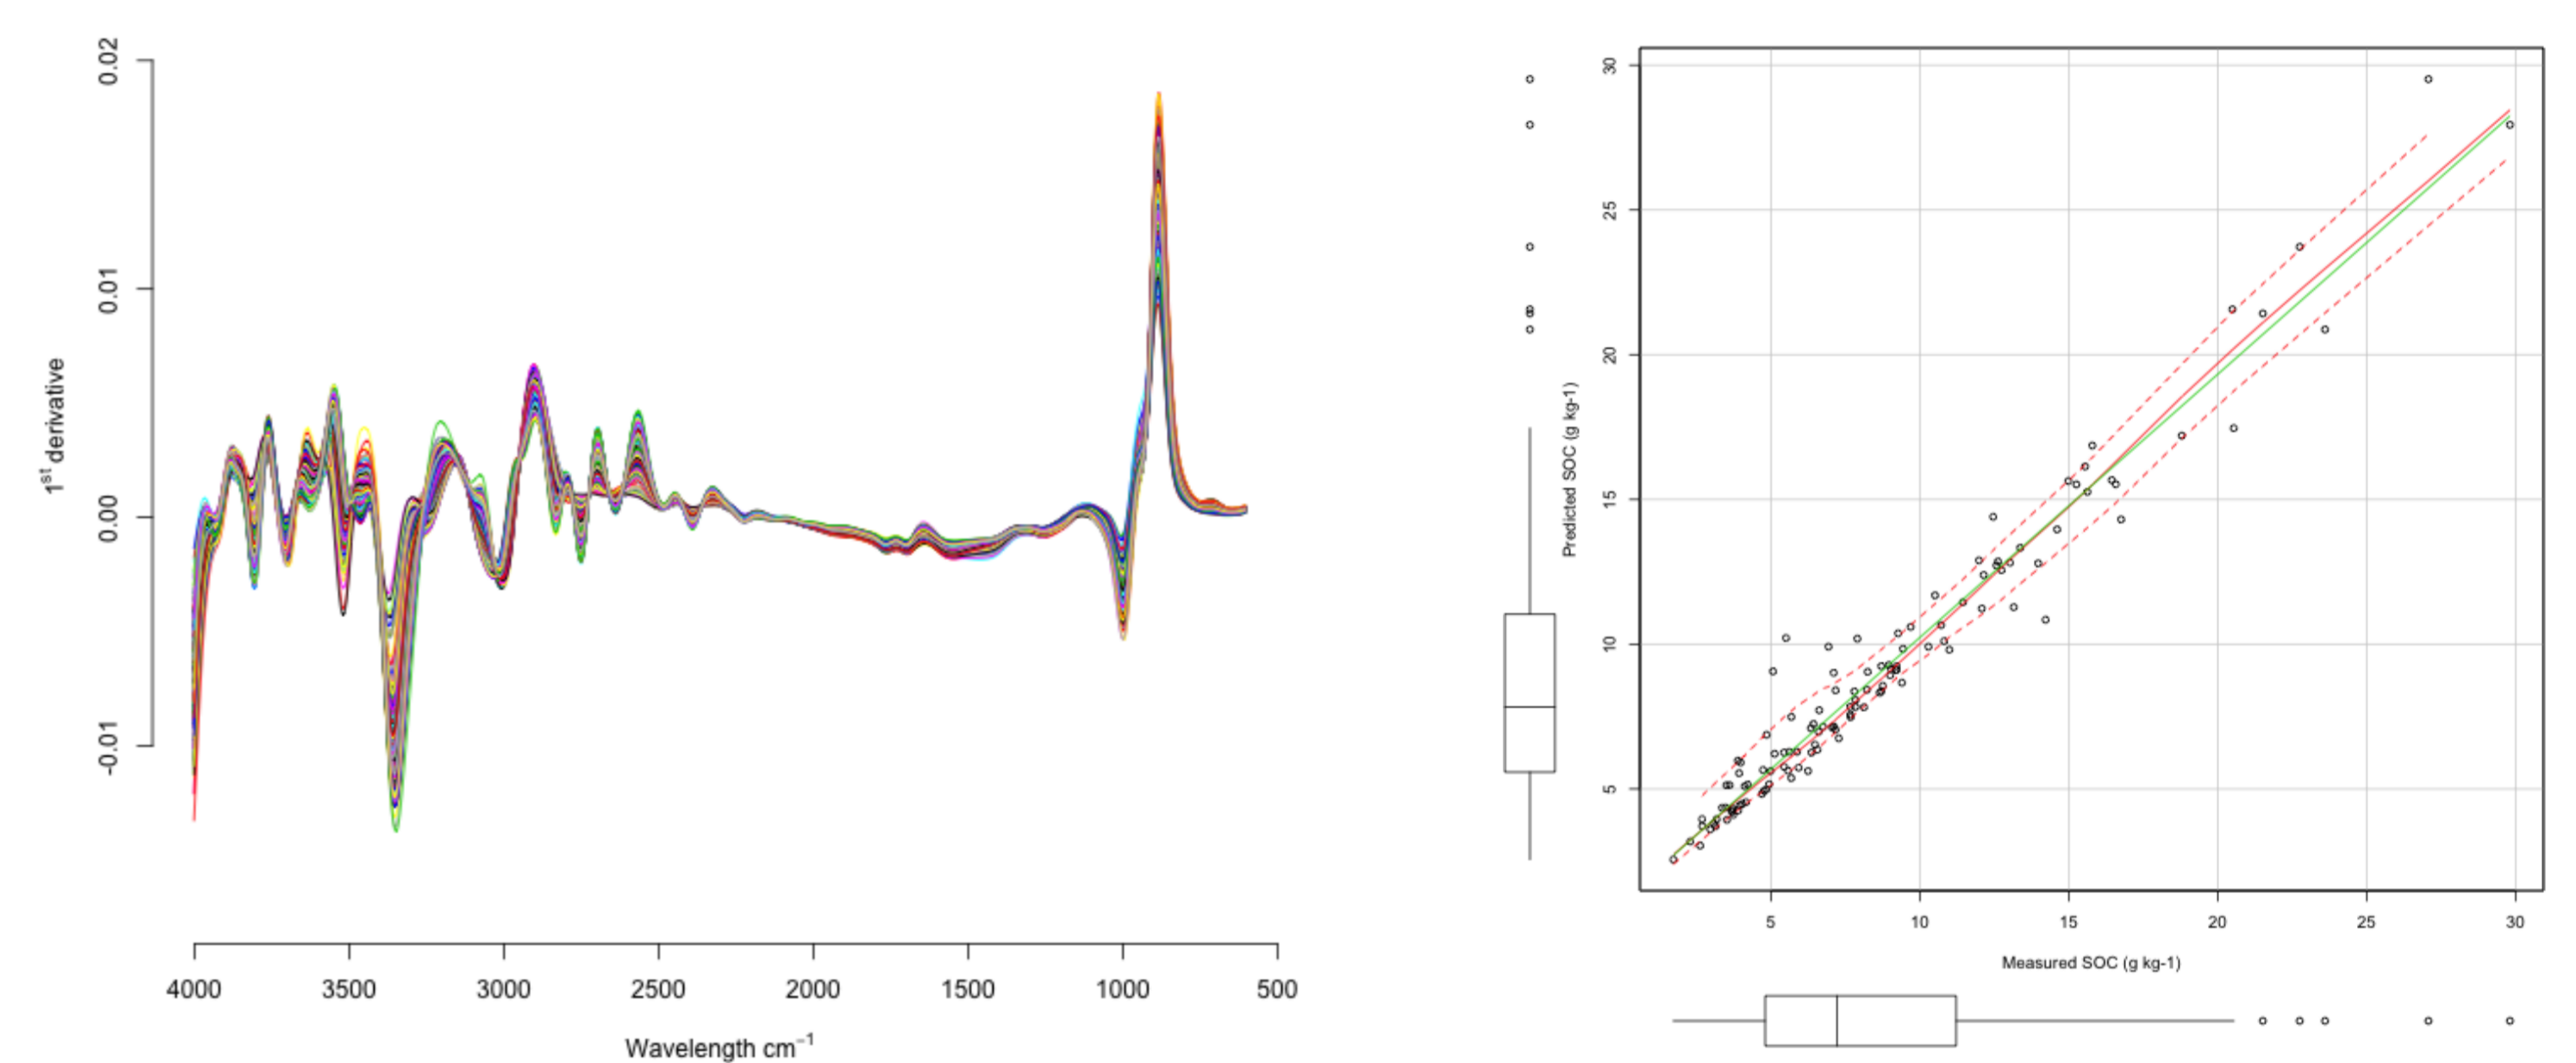 0.02
0.01
0.00
-0.01
1st derivative
4000 3500 3000 2500 2000 1500 1000 500
Wavelength cm−1
30
25
20
15
10
5
Predicted SOC (g kg-1)
5 10 15 20 25 30
Measured SOC (g kg-1)